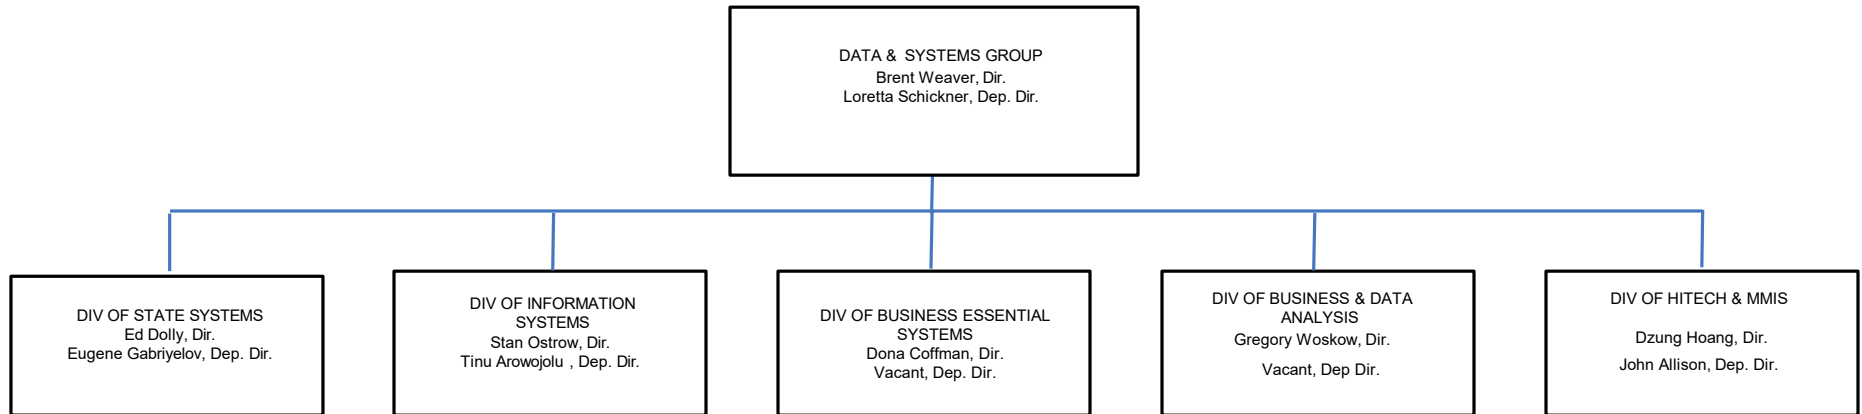 DATA & SYSTEMS GROUP
Brent Weaver, Dir.
Loretta Schickner, Dep. Dir.
DIV OF STATE SYSTEMS
Ed Dolly, Dir.
Eugene Gabriyelov, Dep. Dir.
DIV OF INFORMATION
SYSTEMS
Stan Ostrow, Dir.
Tinu Arowojolu , Dep. Dir.
DIV OF BUSINESS ESSENTIAL
SYSTEMS
Dona Coffman, Dir.
Vacant, Dep. Dir.
DIV OF BUSINESS & DATA
ANALYSIS
Gregory Woskow, Dir.
Vacant, Dep Dir.
DIV OF HITECH & MMIS
Dzung Hoang, Dir.
John Allison, Dep. Dir.